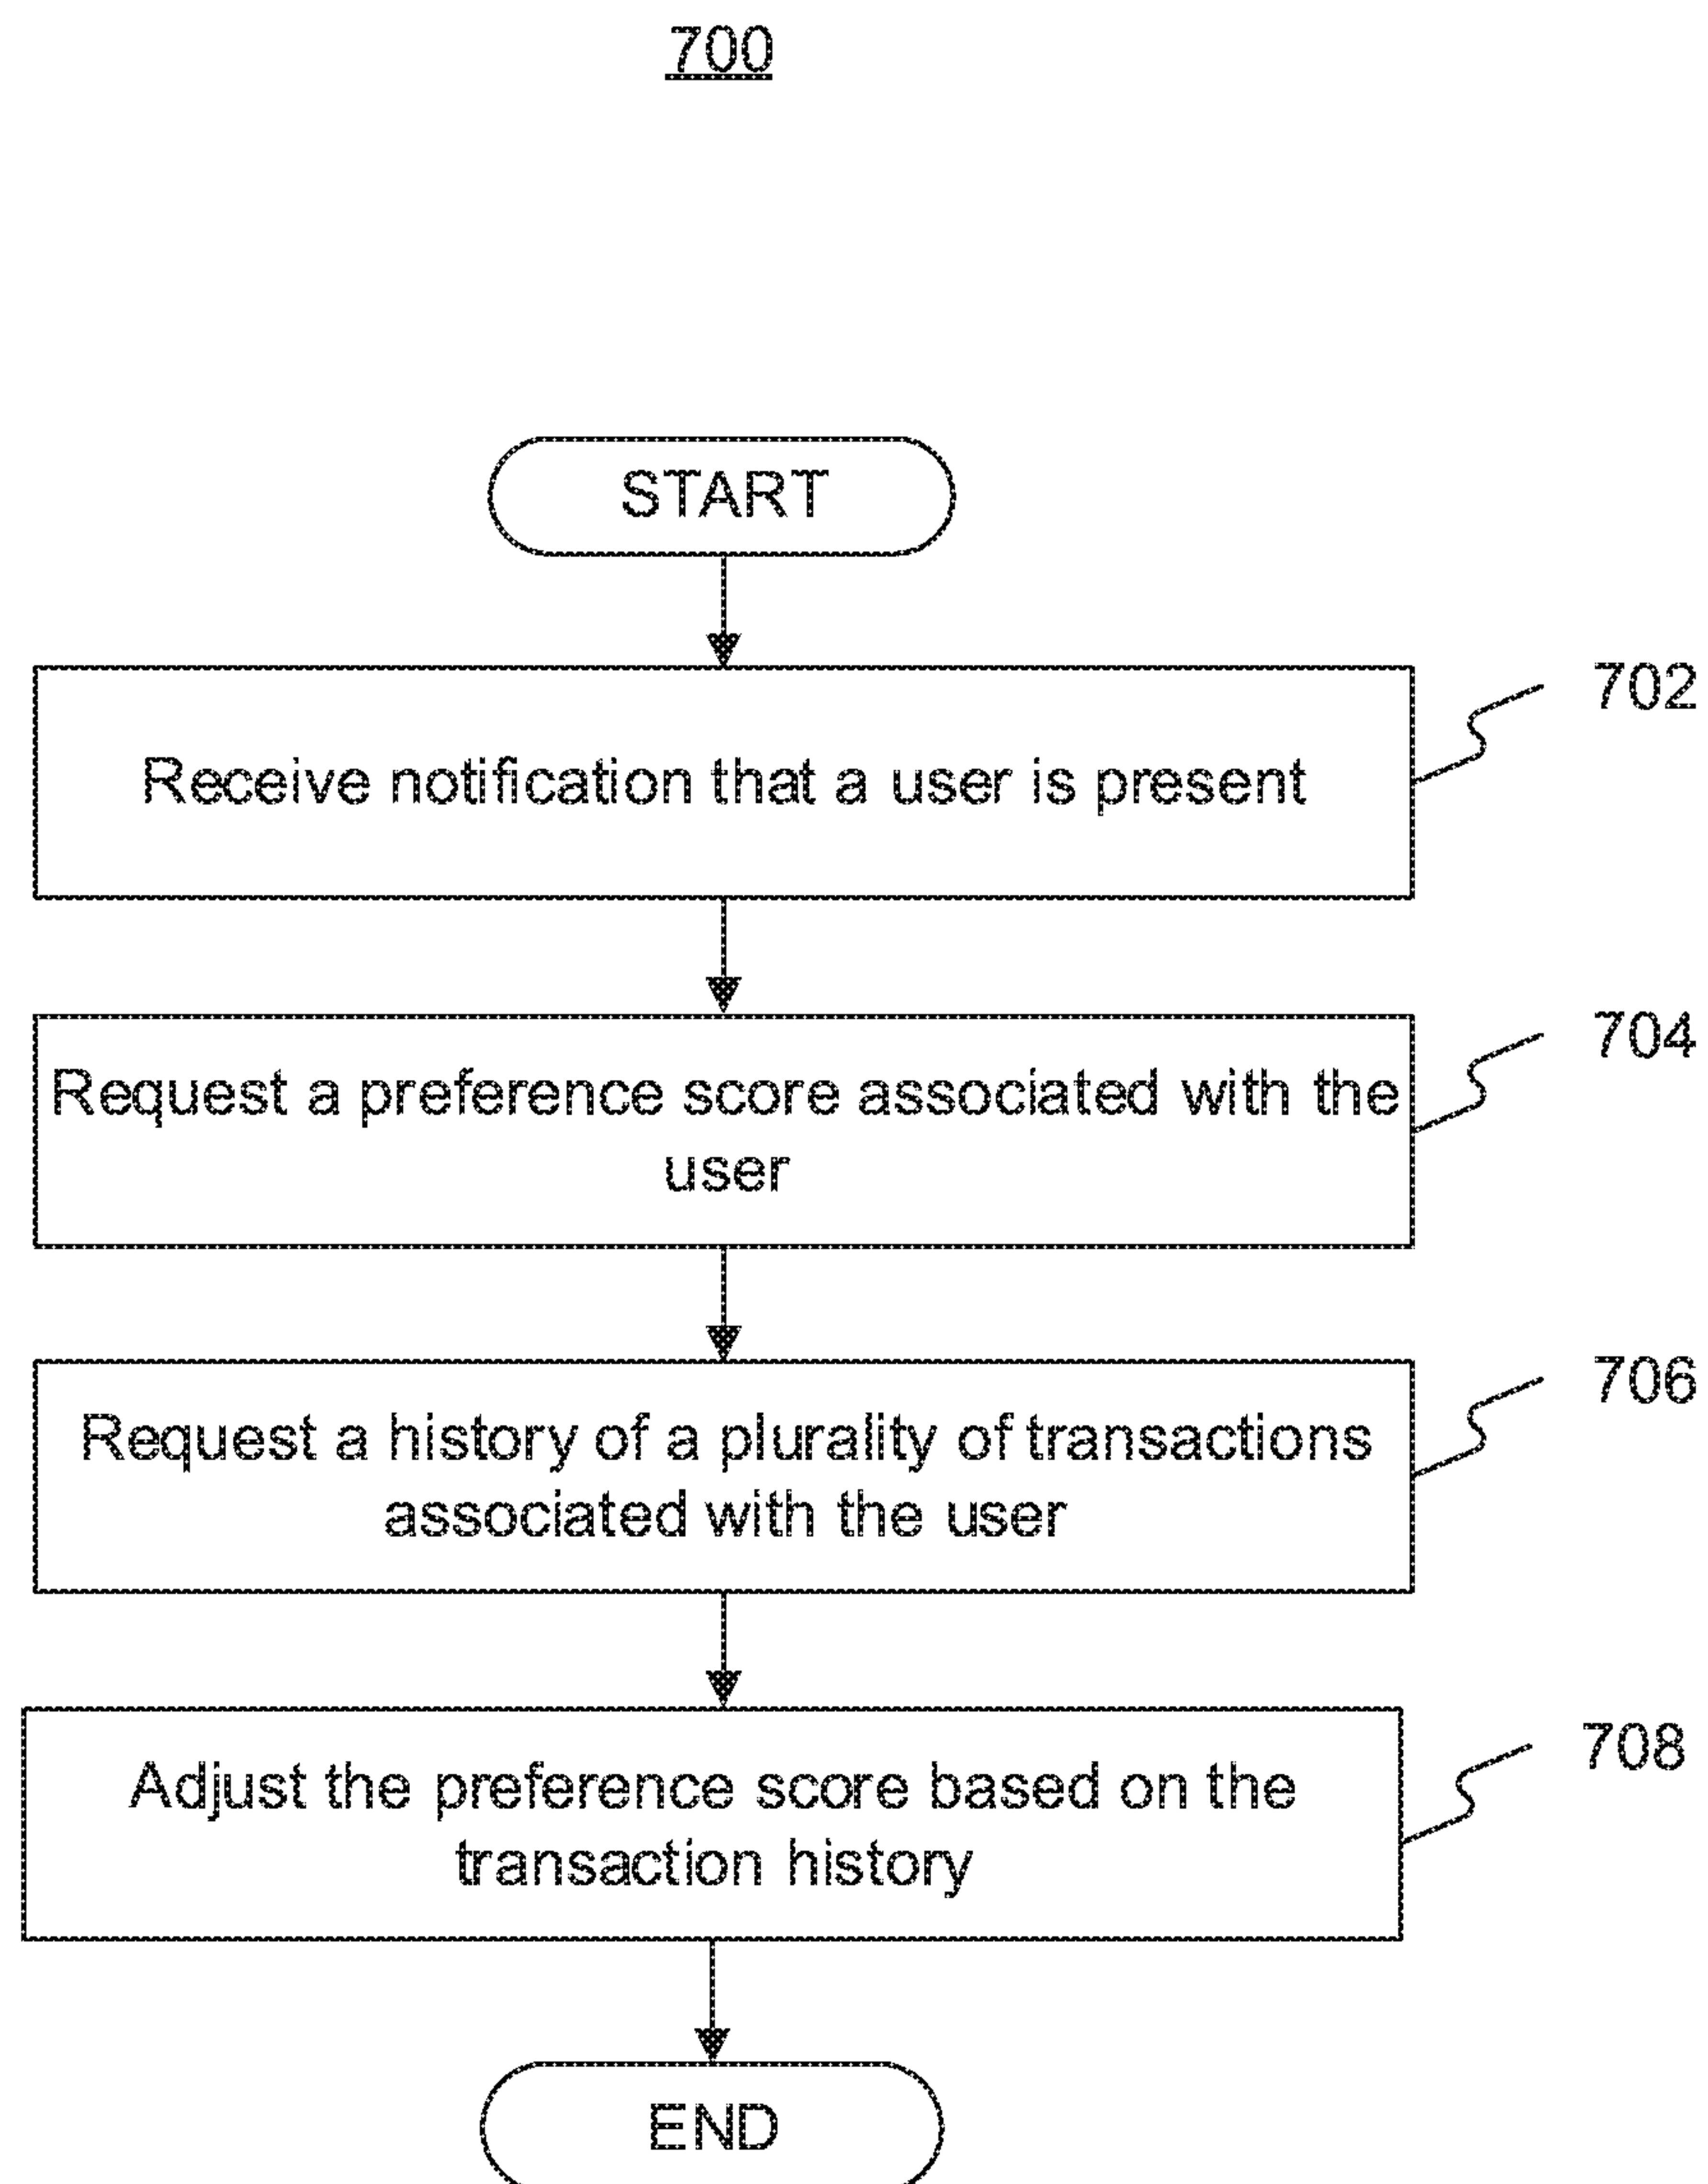 700
START
Receive notification that a user is present
702
Request a preference score associated with the
user
704
Request a history of a plurality of transactions
associated with the user
706
Adjust the preference score based on the
transaction history
708
END